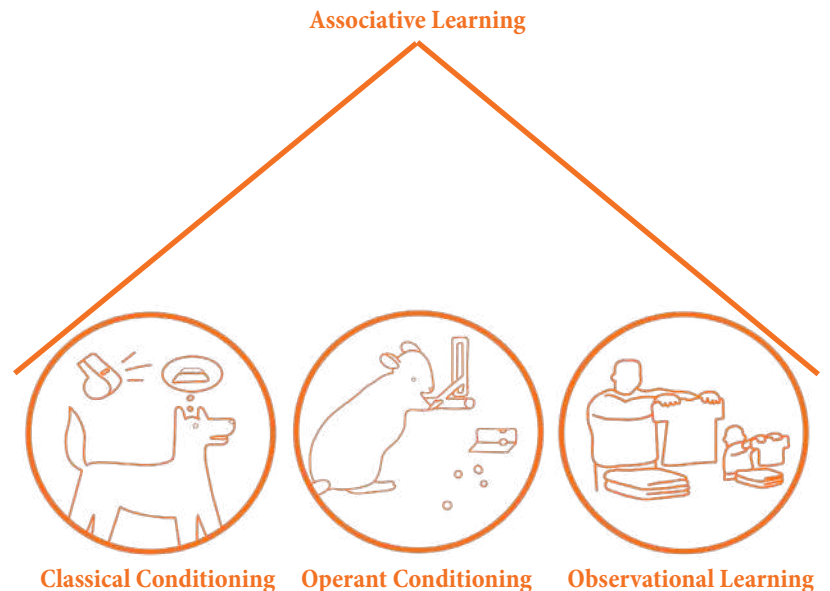 Associative Learning
Classical Conditioning
Operant Conditioning
Observational Learning